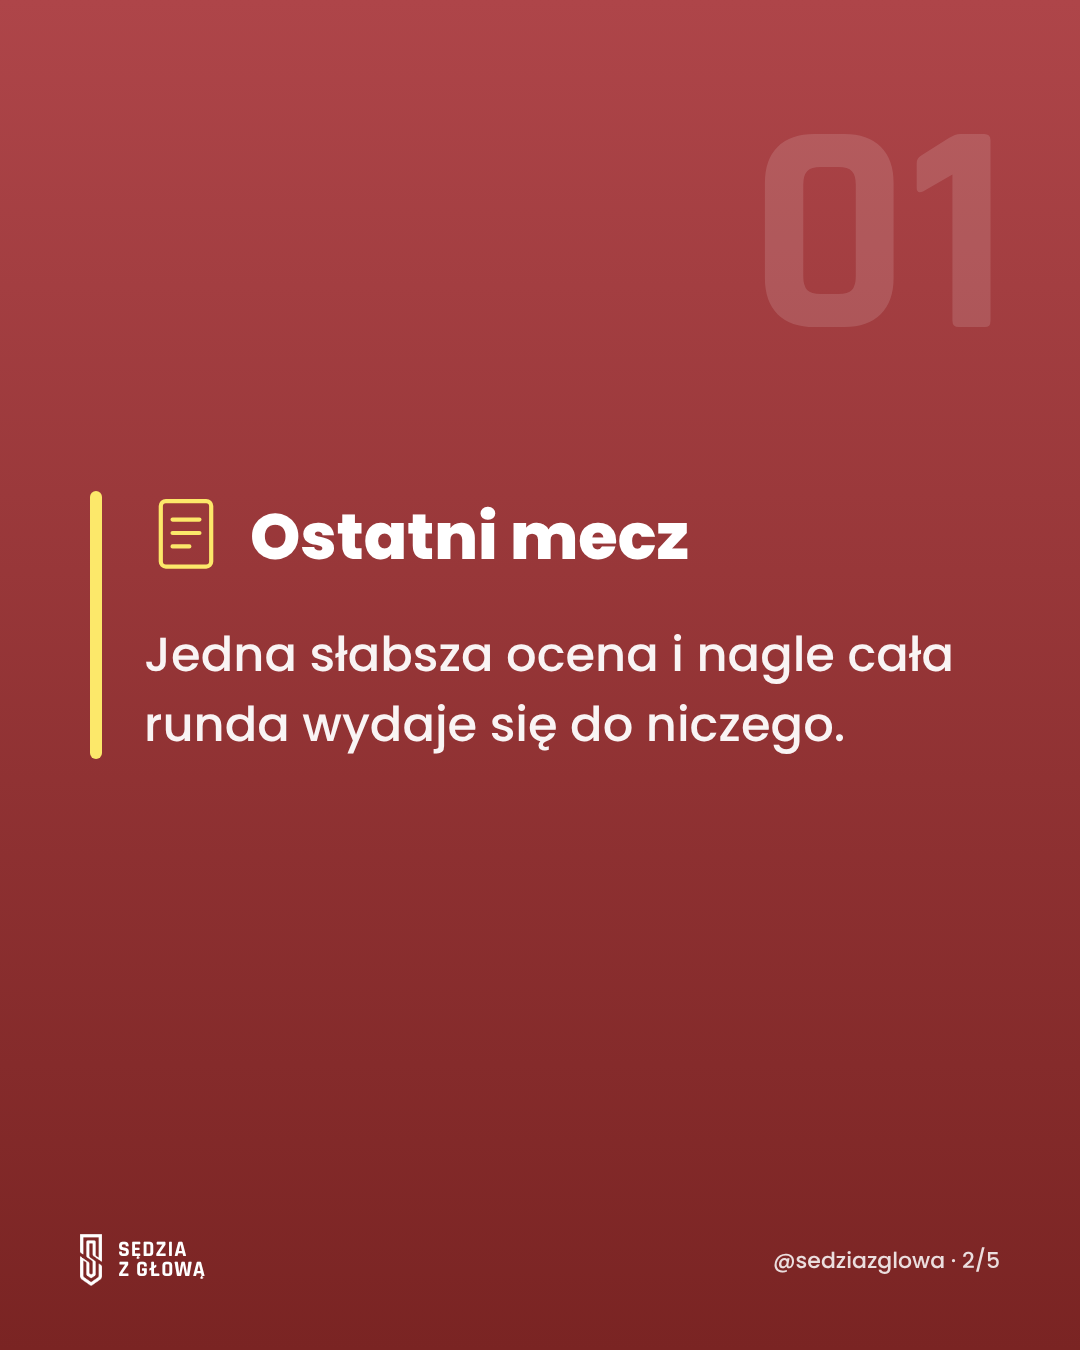 01
Ostatni mecz
Jedna słabsza ocena i nagle cała
runda wydaje się do niczego.
SĘDZIA
Z GŁOWĄ
@sedziazglowa · 2/5